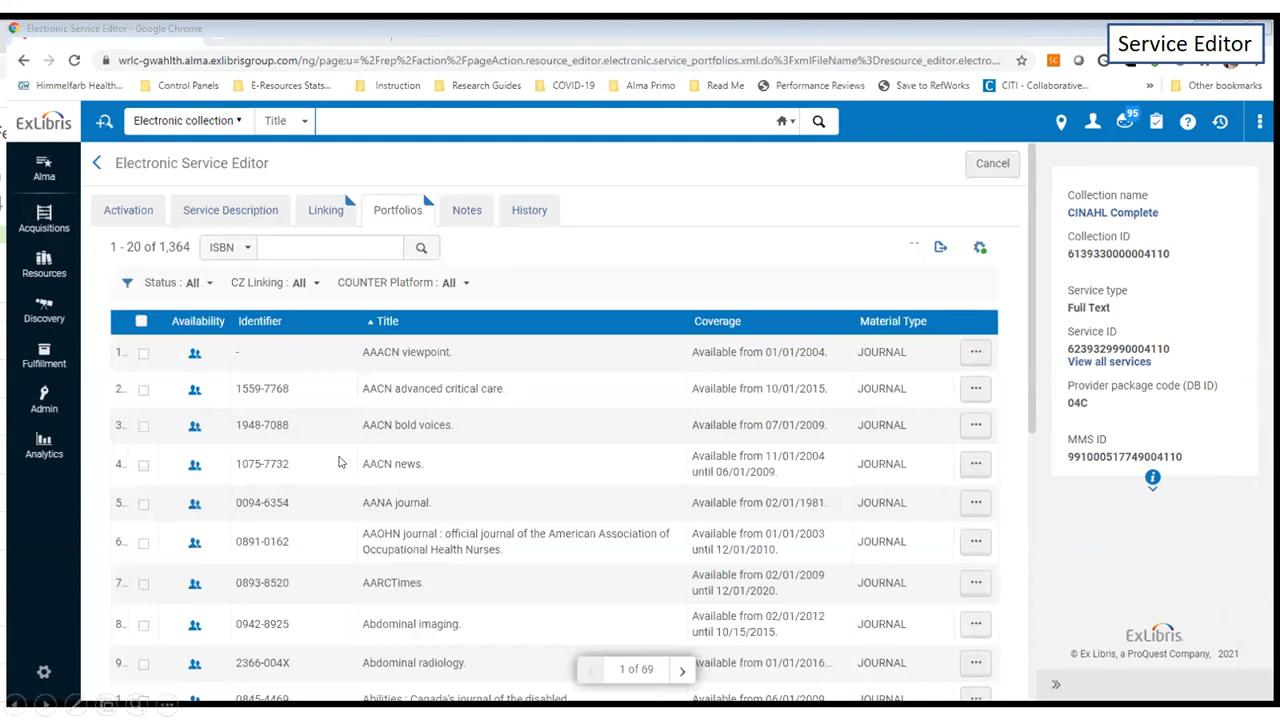 Electronic Service Editor - Google Chrome
Service Editor
wrlc-gwahlth.alma.exlibrisgroup.com/ng/page:u=%2Frep%2Faction%2FpageAction.resource_editor.electronic.service_portfolios.xml.do%3FxmlFileName%3Dresource_editor.electro...
Himmelfarb Health... Control Panels E-Resources Stats... Instruction Research Guides COVID-19 Alma Primo Read Me Performance Reviews Save to RefWorks CITI - Collaborative... » Other bookmarks
ExLibris Electronic collection Title 95
Alma
Acquisitions
Resources
Discovery
Fulfillment
Admin
Analytics
Electronic Service Editor Cancel
Activation Service Description Linking Portfolios Notes History
1 - 20 of 1,364 ISBN
Status : All CZ Linking : All COUNTER Platform : All
Availability Identifier Title Coverage Material Type
1... - AAACN viewpoint. Available from 01/01/2004. JOURNAL ...
2... 1559-7768 AACN advanced critical care. Available from 10/01/2015. JOURNAL ...
3... 1948-7088 AACN bold voices. Available from 07/01/2009. JOURNAL ...
4... 1075-7732 AACN news. Available from 11/01/2004 until 06/01/2009. JOURNAL ...
5... 0094-6354 AANA journal. Available from 02/01/1981. JOURNAL ...
6... 0891-0162 AAOHN journal : official journal of the American Association of Occupational Health Nurses. Available from 01/01/2003 until 12/01/2010. JOURNAL ...
7... 0893-8520 AARCTimes. Available from 02/01/2009 until 12/01/2020. JOURNAL ...
8... 0942-8925 Abdominal imaging. Available from 02/01/2012 until 10/15/2015. JOURNAL ...
9... 2366-004X Abdominal radiology. Available from 01/01/2016... JOURNAL ...
0845-4469 Abilities : Canada's journal of the disabled. Available from 06/01/2009 JOURNAL
1 of 69
Collection name
CINAHL Complete
Collection ID
6139330000004110
Service type
Full Text
Service ID
6239329990004110
View all services
Provider package code (DB ID)
04C
MMS ID
991000517749004110
ExLibris
© Ex Libris, a ProQuest Company, 2021